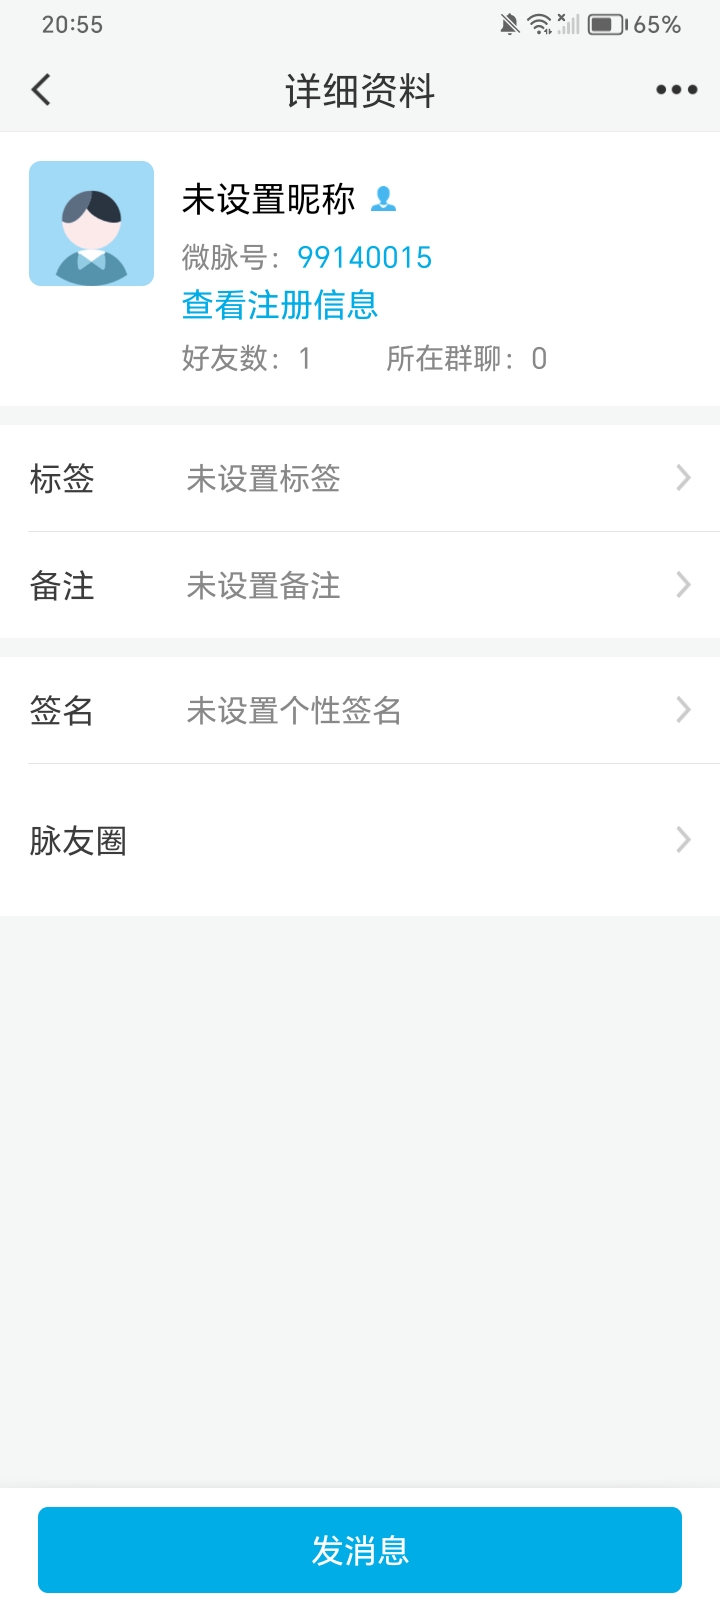 20:55 65%
详细资料
未设置昵称
微脉号：99140015
查看注册信息
好友数：1 所在群聊：0
标签 未设置标签
备注 未设置备注
签名 未设置个性签名
脉友圈
发消息